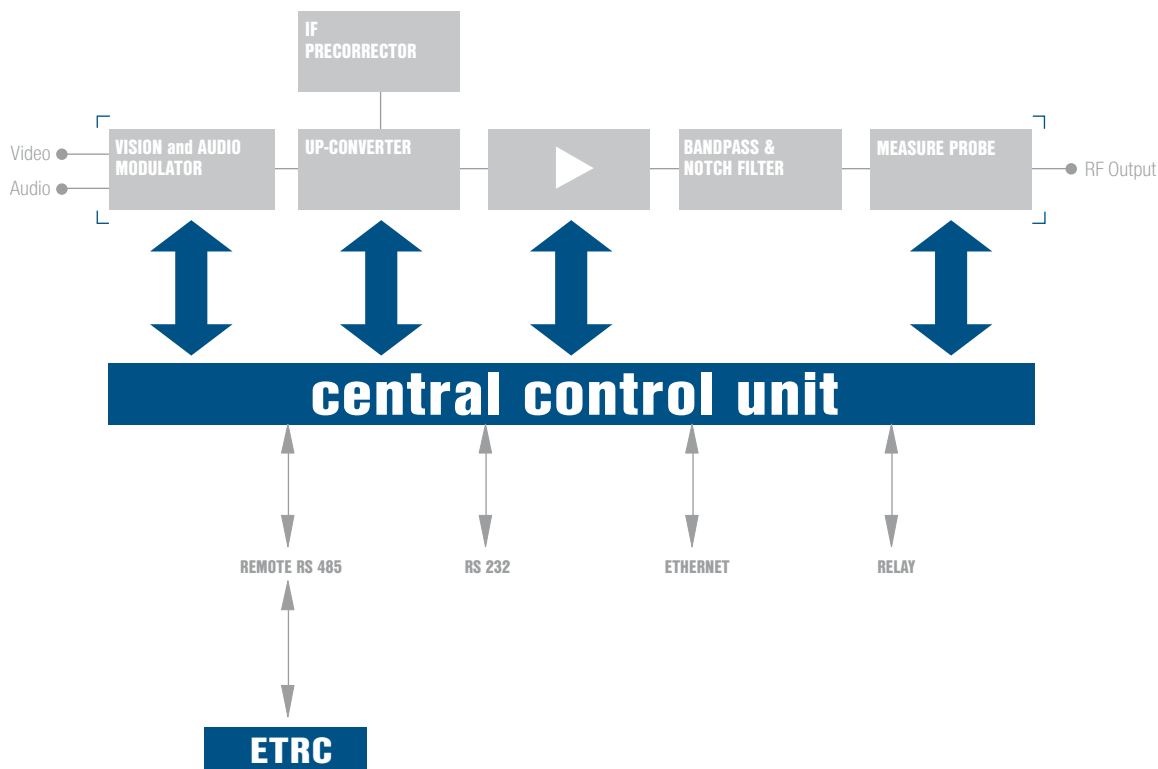 IF
PRECORRECTOR
Video
Audio
VISION and AUDIO
MODULATOR
UP-CONVERTER
BANDPASS &
NOTCH FILTER
MEASURE PROBE
RF Output
central control unit
REMOTE RS 485
RS 232
ETHERNET
RELAY
ETRC